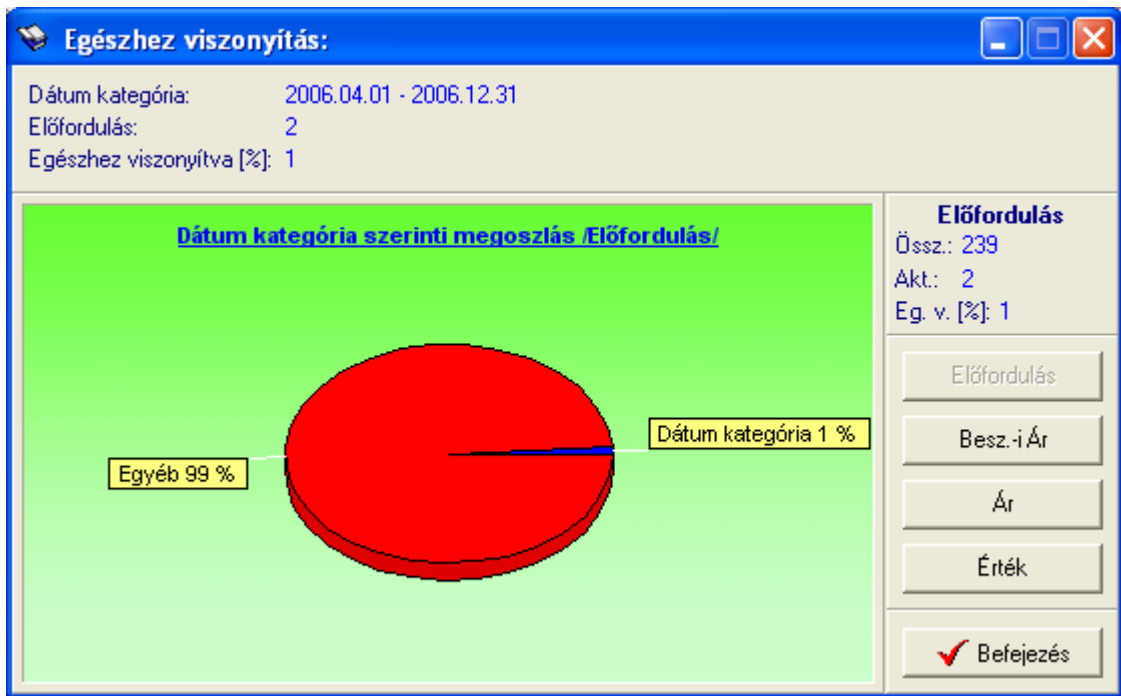 Egészhez viszonyítás:
Dátum kategória: 2006.04.01 - 2006.12.31
Előfordulás: 2
Egészhez viszonyítva [%]: 1
Dátum kategória szerinti megoszlás /Előfordulás/
Dátum kategória 1 %
Egyéb 99 %
Előfordulás
Össz.: 239
Akt.: 2
Eg. v. [%]: 1
Előfordulás
Besz.-i Ár
Ár
Érték
Befejezés